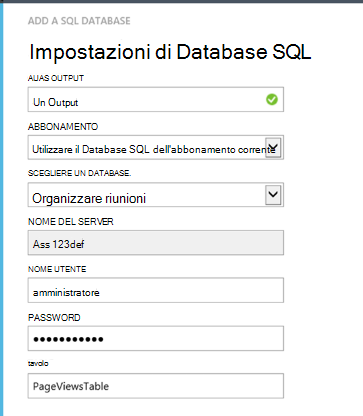 ADD A SQL DATABASE
Impostazioni di Database SQL
AUAS OUTPUT
Un Output
ABBONAMENTO
Utilizzare il Database SQL dell'abbonamento corrente
SCEGLIERE UN DATABASE.
Organizzare riunioni
NOME DEL SERVER
Ass 123def
NOME UTENTE
amministratore
PASSWORD
●●●●●●●●●●●
tavolo
PageViewsTable